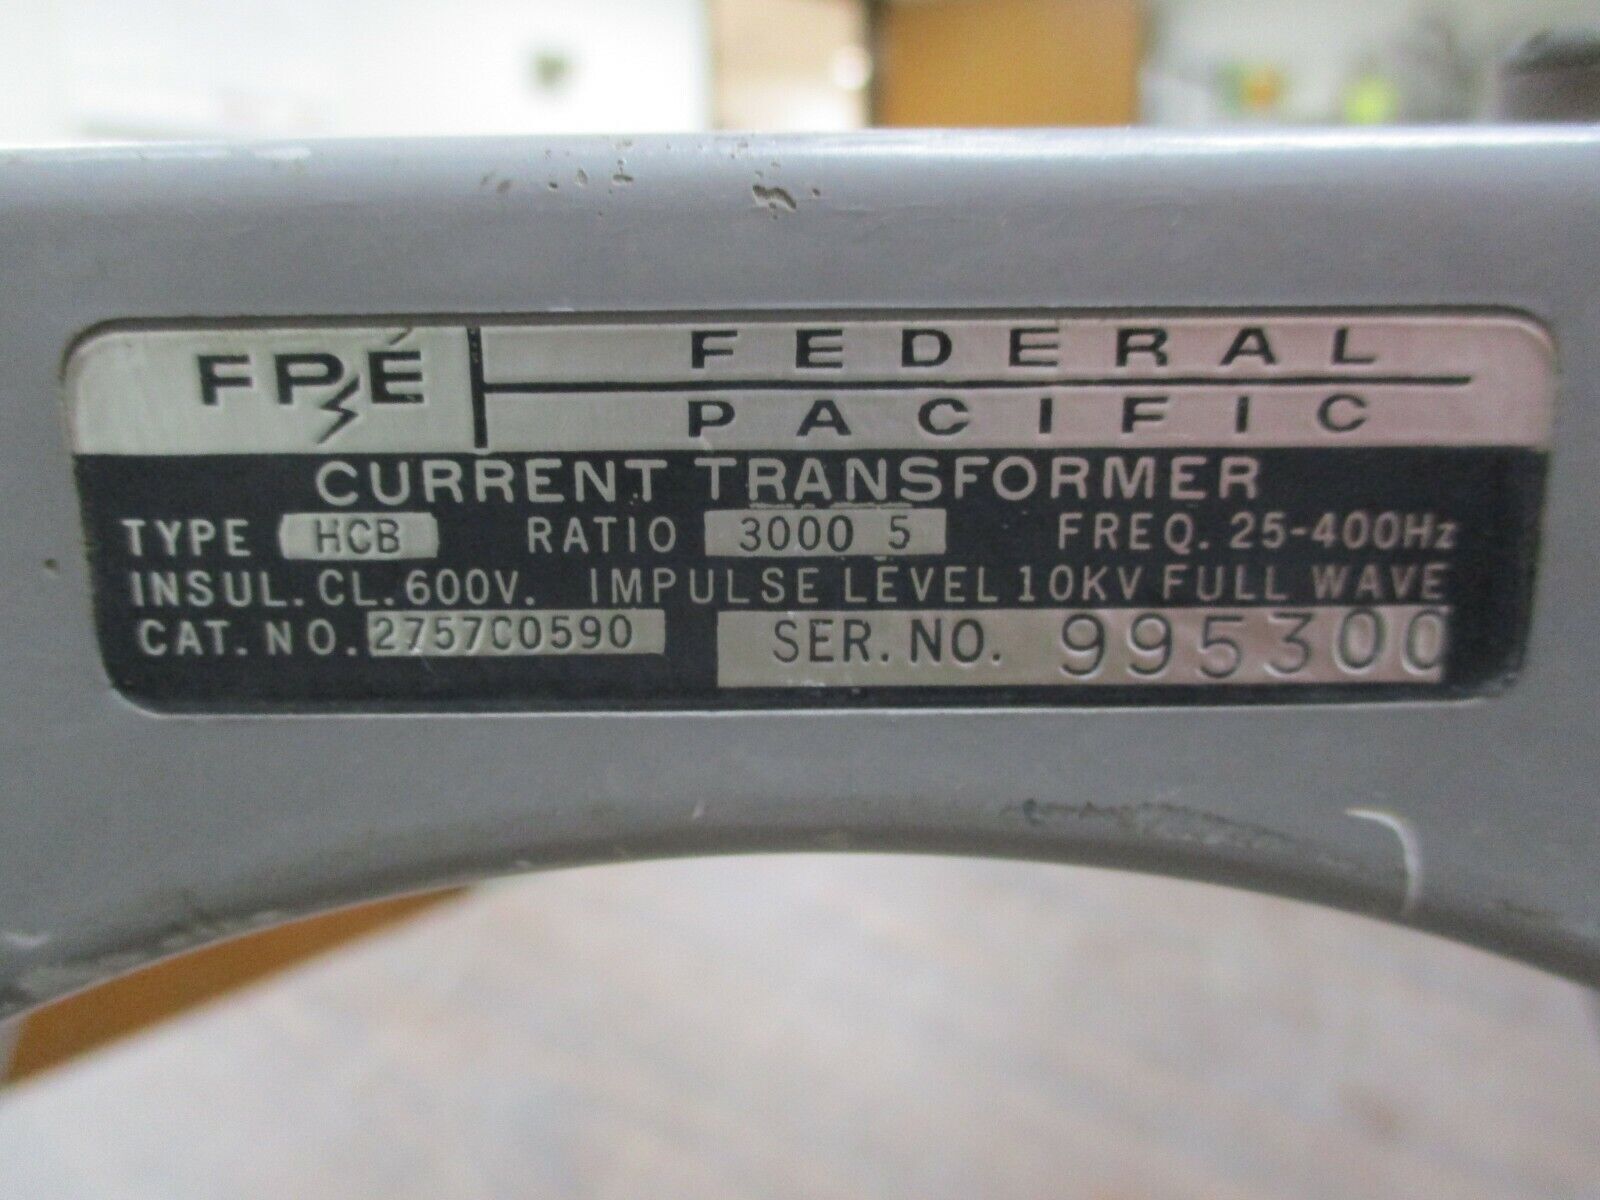 FPE
FEDERAL
PACIFIC
CURRENT TRANSFORMER
TYPE HCB RATIO 3000 5 FREQ. 25-400Hz
INSUL. CL. 600V. IMPULSE LEVEL 10KV FULL WAVE
CAT. NO. 2757C0590 SER. NO. 995300